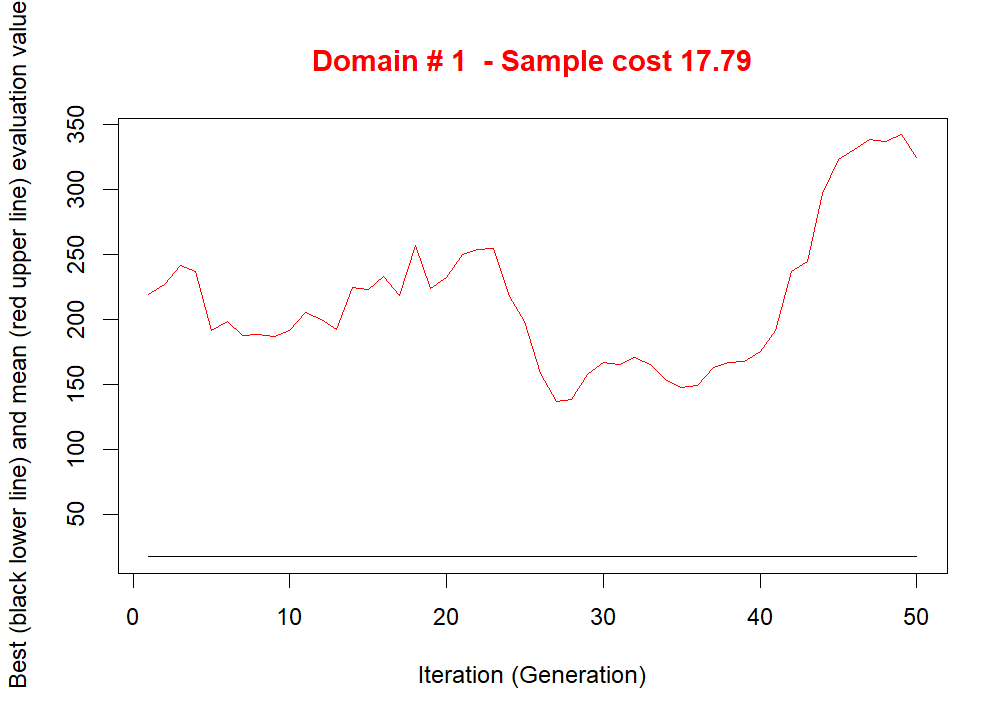 Domain # 1  - Sample cost 17.79
Best (black lower line) and mean (red upper line) evaluation value
350
300
250
200
150
100
50
0 10 20 30 40 50
Iteration (Generation)